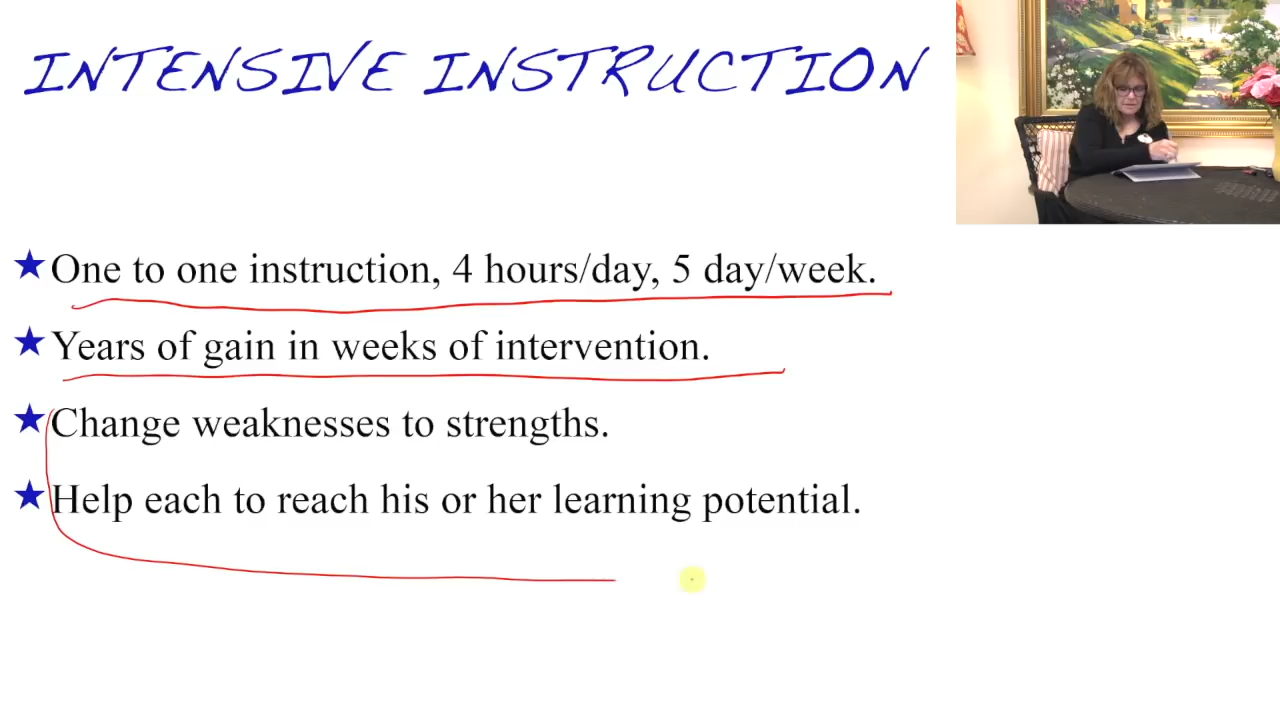 INTENSIVE INSTRUCTION
★One to one instruction, 4 hours/day, 5 day/week.
★Years of gain in weeks of intervention.
★Change weaknesses to strengths.
★Help each to reach his or her learning potential.